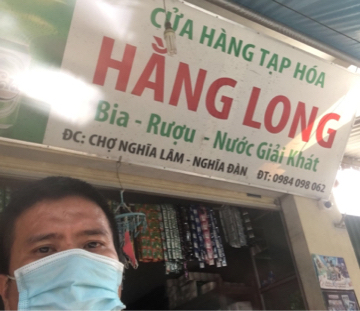 CỬA HÀNG TẠP HÓA
HẰNG LONG
Bia - Rượu - Nước Giải Khát
ĐC: CHỢ NGHĨA LÂM - NGHĨA ĐÀN ĐT: 0984 098 062